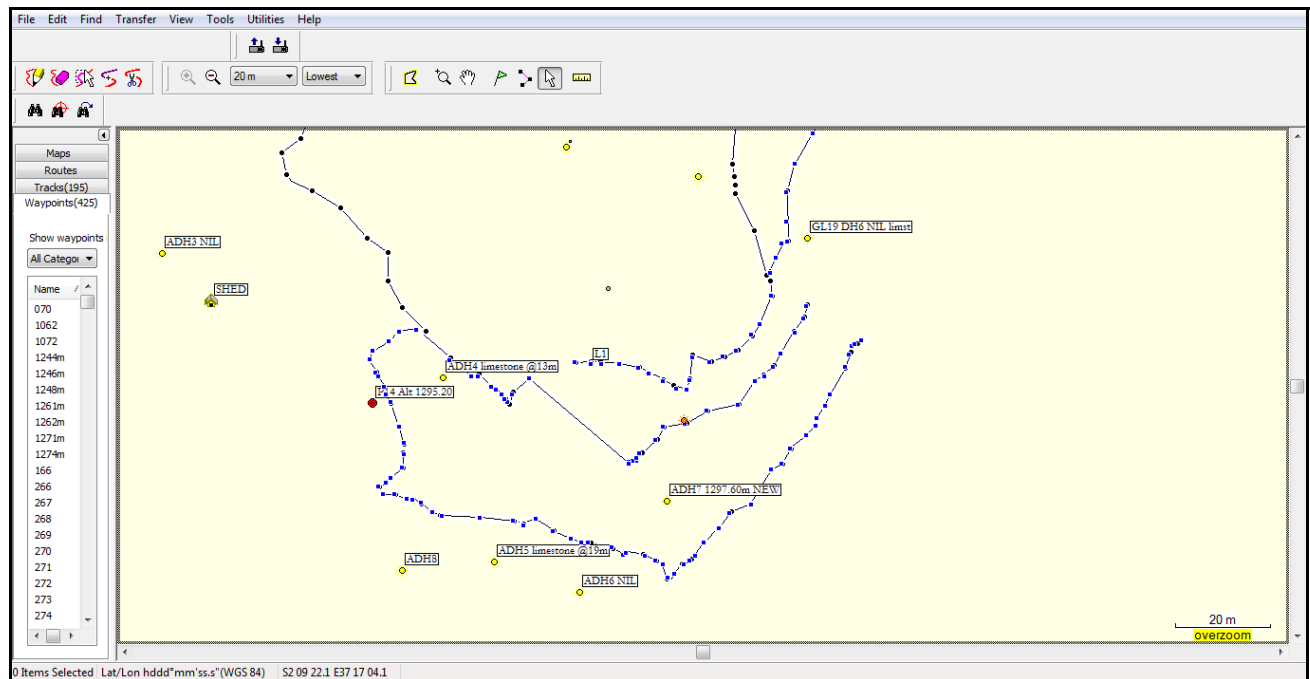 File Edit Find Transfer View Tools Utilities Help
20 m Lowest
Maps
Routes
Tracks(195)
Waypoints(425)
Show waypoints
All Categor
Name
070
1062
1072
1244m
1246m
1248m
1261m
1262m
1271m
1274m
166
266
267
268
269
270
271
272
273
274
ADH3 NIL
SHED
GL19 DH6 NIL limst
L1
ADH4 limestone @13m
Alt 1295.20
ADH7 1297.60m NEW
ADH5 limestone @19m
ADH8
ADH6 NIL
20 m
overzoom
0 Items Selected Lat/Lon hddd°mm'ss.s"(WGS 84) S2 09 22.1 E37 17 04.1